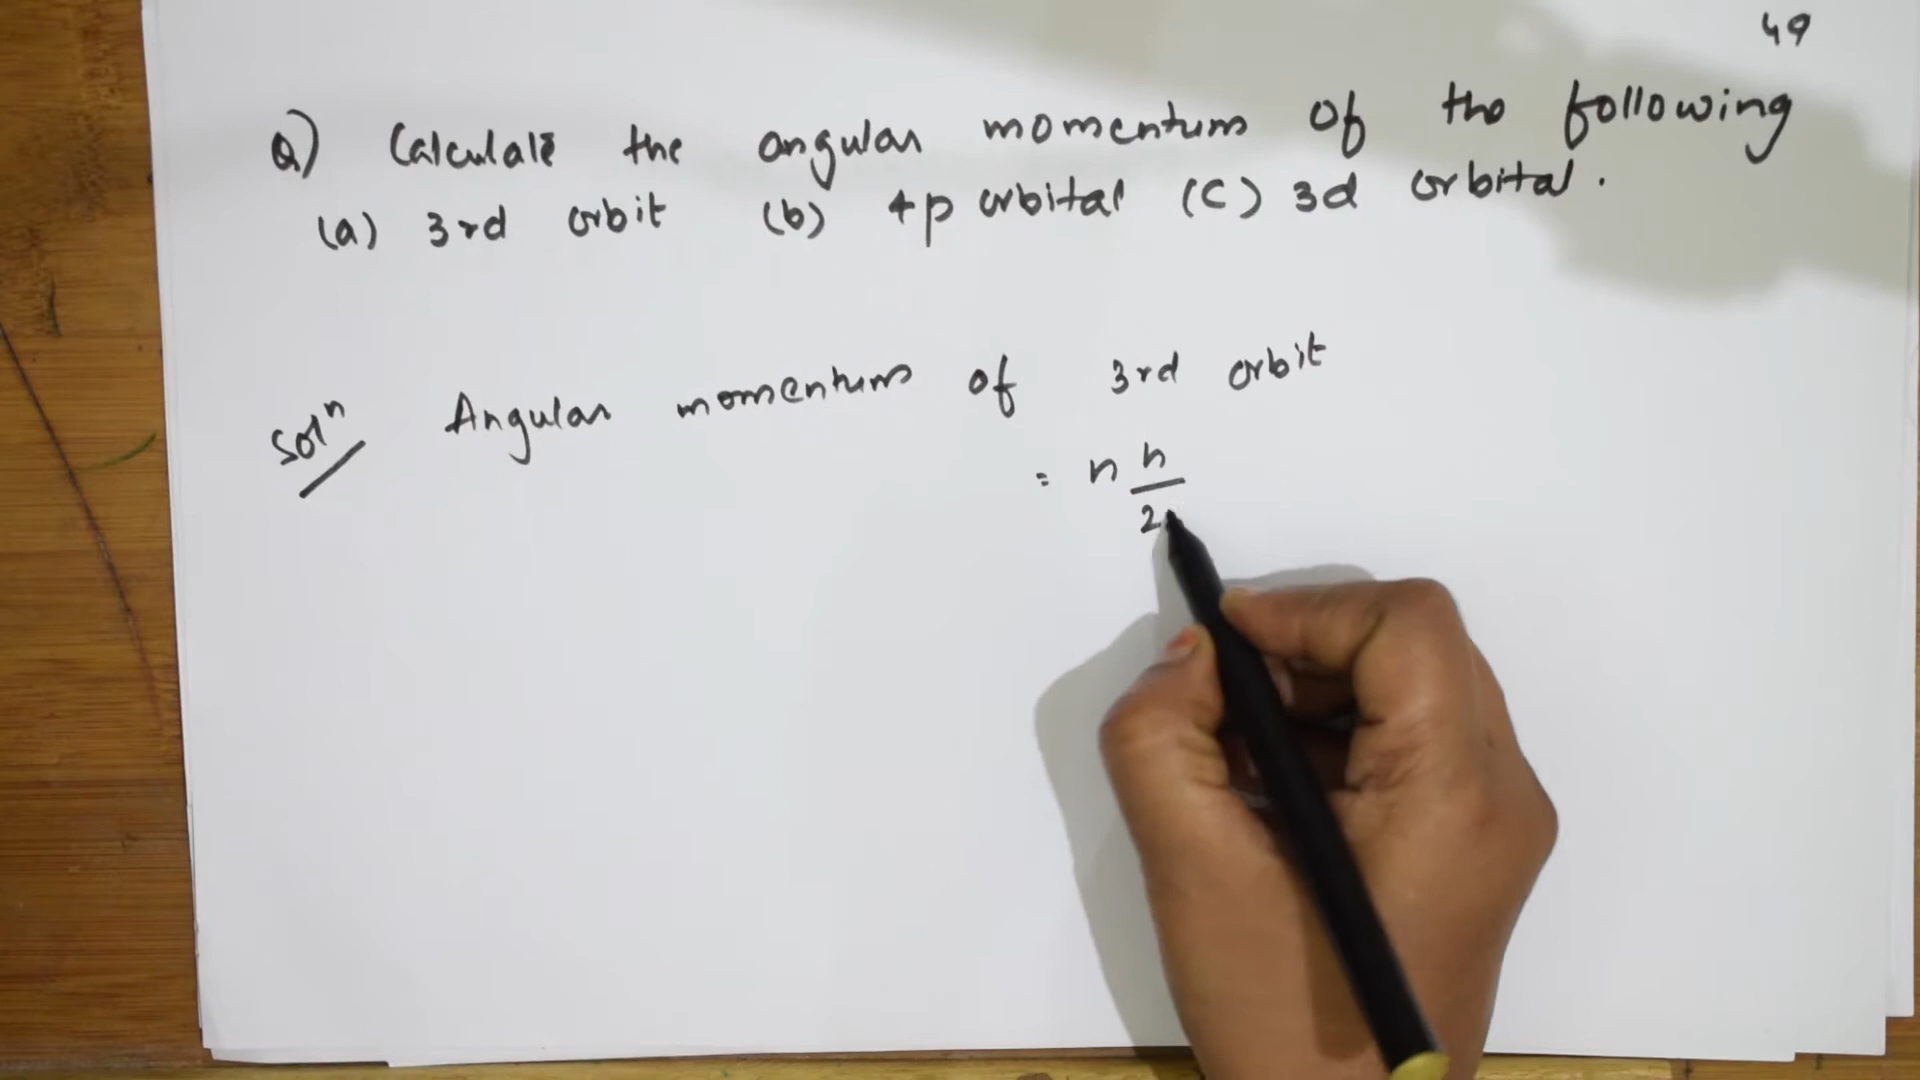 49
Q) Calculate the angular momentum of the following
(a) 3rd orbit (b) 4p orbital (c) 3d orbital.
Solⁿ Angular momentum of 3rd orbit
= n h
2